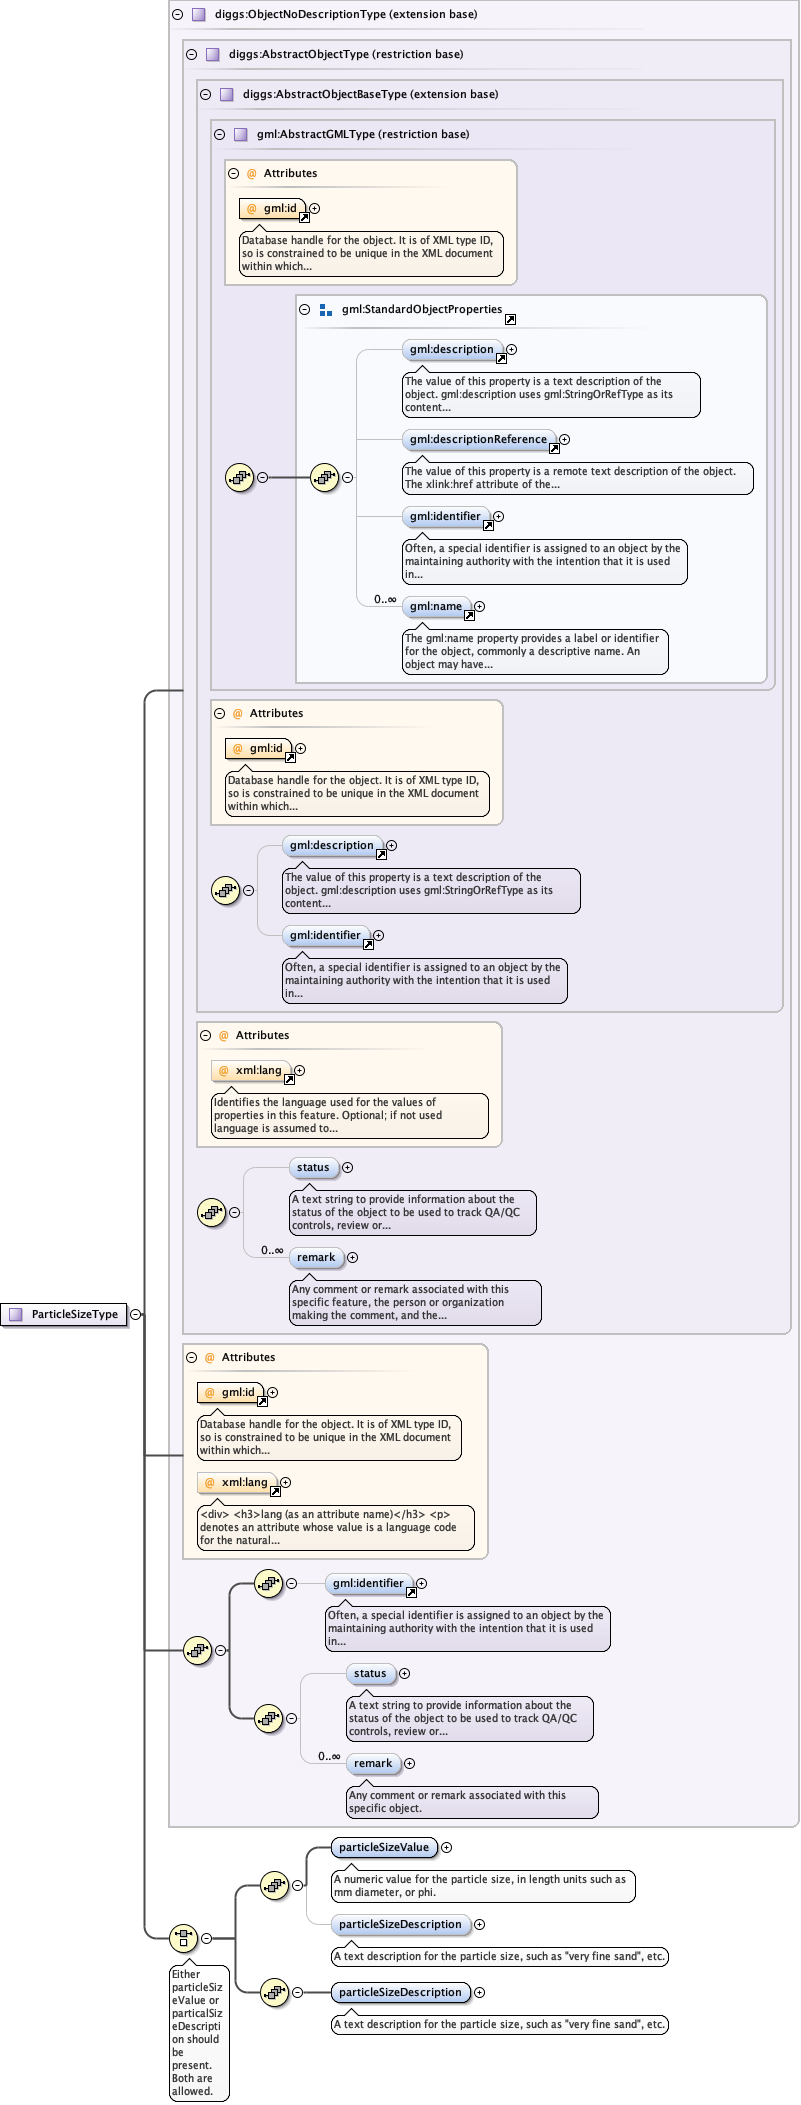 diggs:ObjectNoDescriptionType (extension base)
diggs:AbstractObjectType (restriction base)
diggs:AbstractObjectBaseType (extension base)
gml:AbstractGMLType (restriction base)
@ Attributes
@ gml:id
Database handle for the object. It is of XML type ID,
so is constrained to be unique in the XML document
within which...
gml:StandardObjectProperties
gml:description
The value of this property is a text description of the
object. gml:description uses gml:StringOrRefType as its
content...
gml:descriptionReference
The value of this property is a remote text description of the object.
The xlink:href attribute of the...
gml:identifier
Often, a special identifier is assigned to an object by the
maintaining authority with the intention that it is used
in...
0..∞
gml:name
The gml:name property provides a label or identifier
for the object, commonly a descriptive name. An
object may have...
@ Attributes
@ gml:id
Database handle for the object. It is of XML type ID,
so is constrained to be unique in the XML document
within which...
gml:description
The value of this property is a text description of the
object. gml:description uses gml:StringOrRefType as its
content...
gml:identifier
Often, a special identifier is assigned to an object by the
maintaining authority with the intention that it is used
in...
@ Attributes
@ xml:lang
Identifies the language used for the values of
properties in this feature. Optional; if not used
language is assumed to...
status
A text string to provide information about the
status of the object to be used to track QA/QC
controls, review or...
0..∞
remark
Any comment or remark associated with this
specific feature, the person or organization
making the comment, and the...
ParticleSizeType
@ Attributes
@ gml:id
Database handle for the object. It is of XML type ID,
so is constrained to be unique in the XML document
within which...
@ xml:lang
<div> <h3>lang (as an attribute name)</h3> <p>
denotes an attribute whose value is a language code
for the natural...
gml:identifier
Often, a special identifier is assigned to an object by the
maintaining authority with the intention that it is used
in...
status
A text string to provide information about the
status of the object to be used to track QA/QC
controls, review or...
0..∞
remark
Any comment or remark associated with this
specific object.
particleSizeValue
A numeric value for the particle size, in length units such as
mm diameter, or phi.
particleSizeDescription
A text description for the particle size, such as "very fine sand", etc.
particleSizeDescription
A text description for the particle size, such as "very fine sand", etc.
Either
particleSiz
eValue or
particalSiz
eDescripti
on should
be
present.
Both are
allowed.